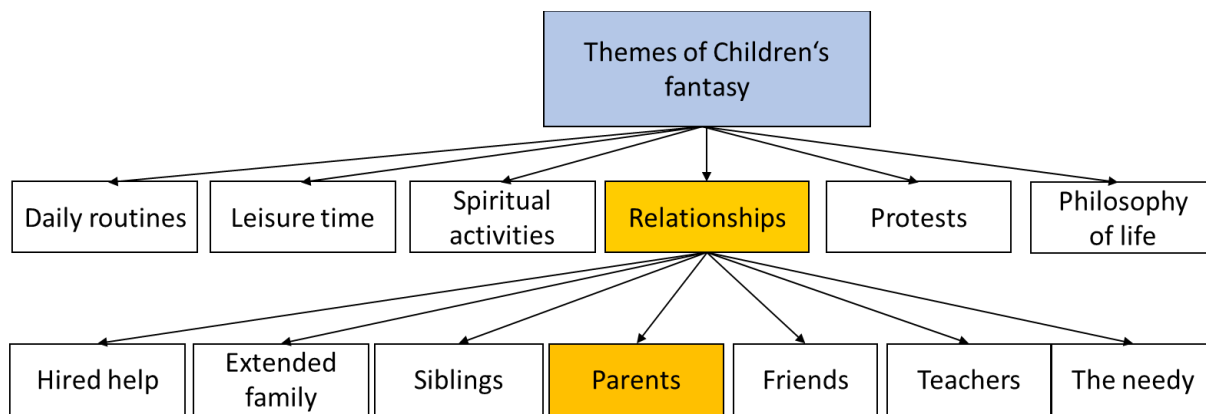 Themes of Children‘s
fantasy
Daily routines
Leisure time
Spiritual
activities
Relationships
Protests
Philosophy
of life
Hired help
Extended
family
Siblings
Parents
Friends
Teachers
The needy